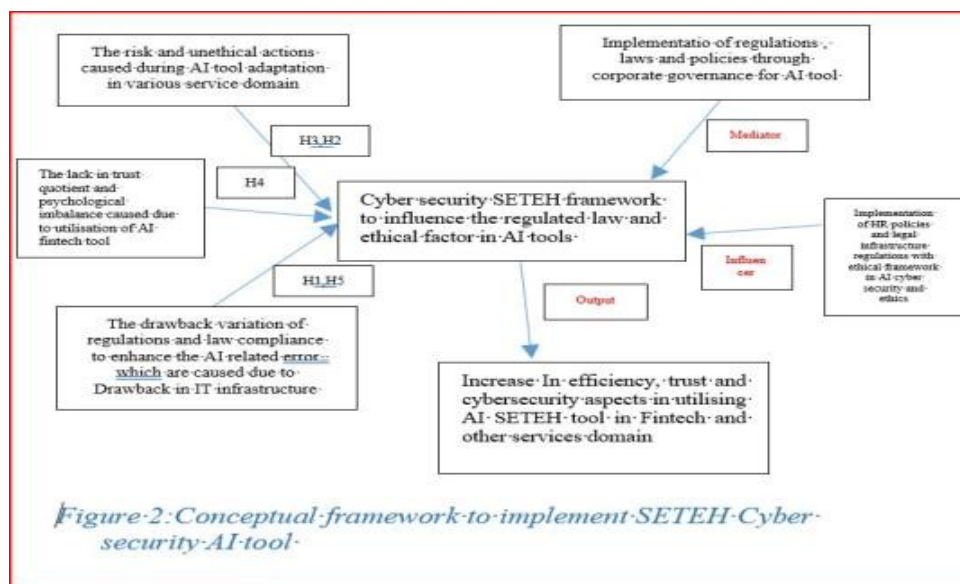 The risk and unethical actions
caused during AI tool adaptation
in various service domain
Implementatio of regulations ,
laws and policies through
corporate governance for AI tool
H3,H2
Mediator
The lack in trust
quotient and
psychological
imbalance caused due
to utilisation of AI
fintech tool
H4
Cyber security SETEH framework
to influence the regulated law and
ethical factor in AI tools
Implementation
of HR policies
and legal
infrastructure
regulations with
ethical framework
in AI cyber
security and
ethics
Influen
cer
H1,H5
Output
The drawback variation of
regulations and law compliance
to enhance the AI related error
which are caused due to
Drawback in IT infrastructure
Increase In efficiency, trust and
cybersecurity aspects in utilising
AI SETEH tool in Fintech and
other services domain
Figure 2:Conceptual framework to implement SETEH Cyber
security AI tool